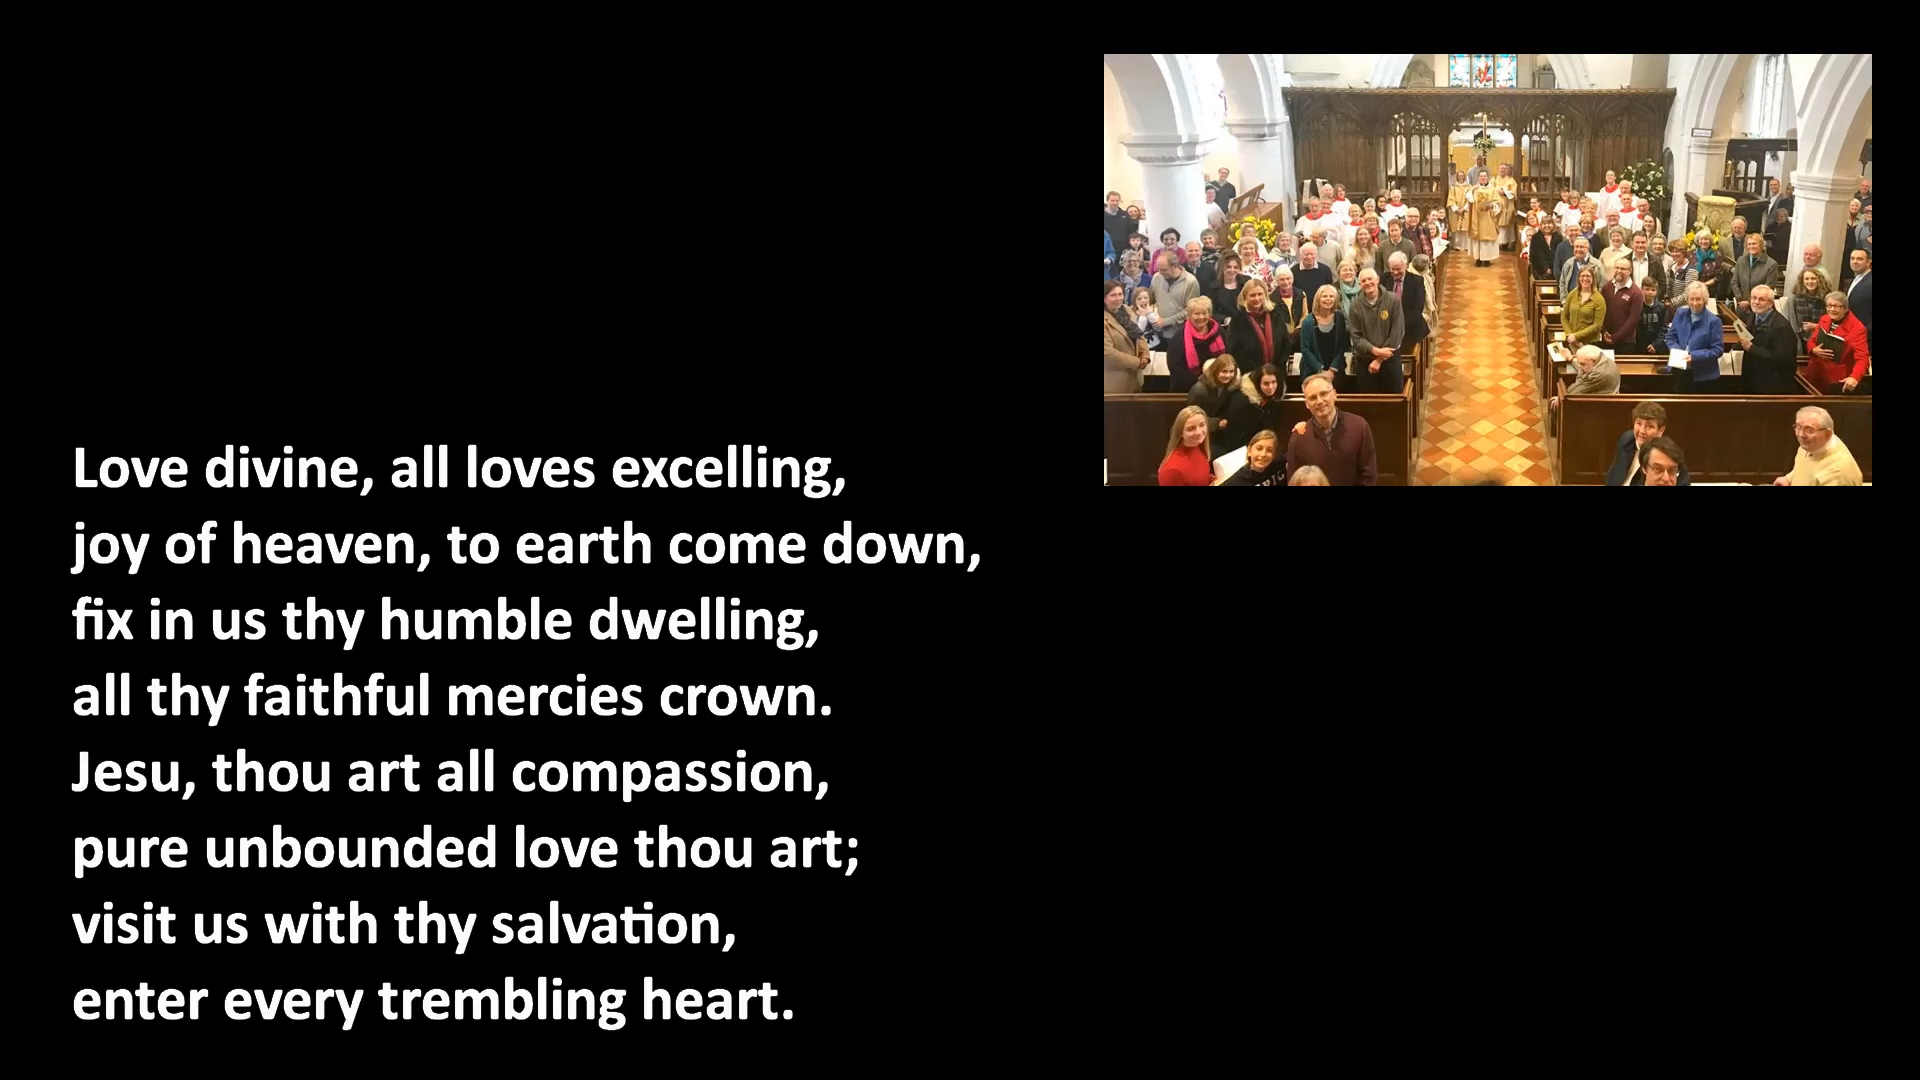 Love divine, all loves excelling,
joy of heaven, to earth come down,
fix in us thy humble dwelling,
all thy faithful mercies crown.
Jesu, thou art all compassion,
pure unbounded love thou art;
visit us with thy salvation,
enter every trembling heart.